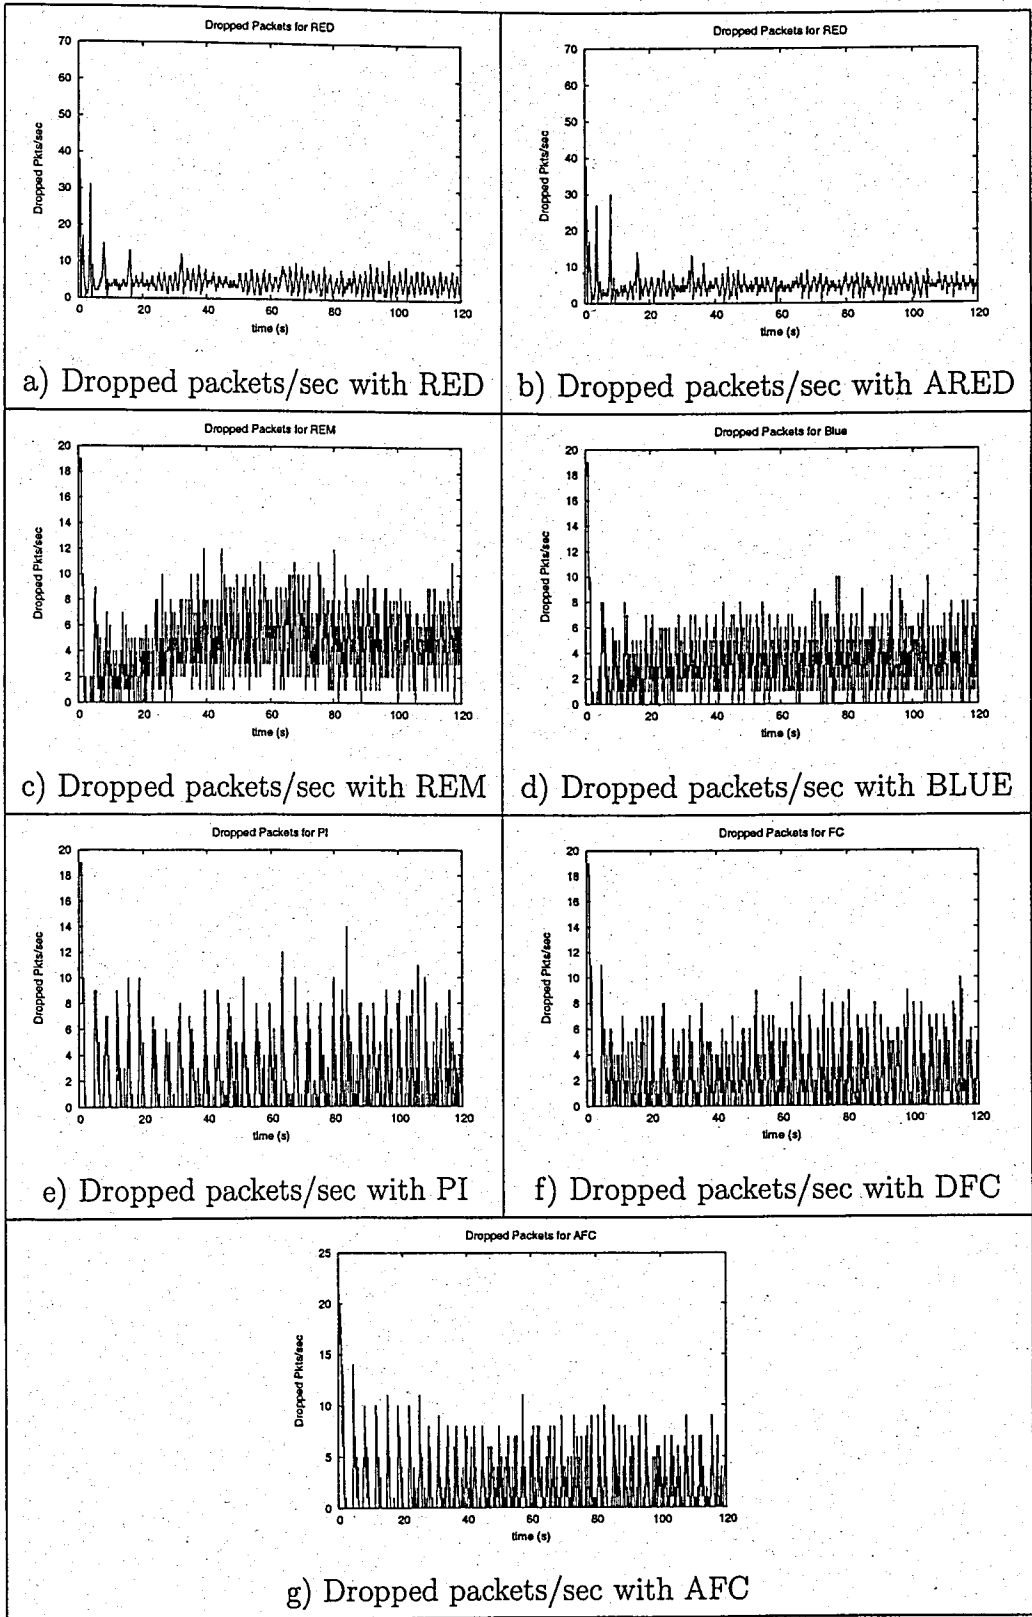 Dropped Packets for RED
70
60
50
40
30
20
10
0
Dropped Pkts/sec
0 20 40 60 80 100 120
time (s)
a) Dropped packets/sec with RED
Dropped Packets for RED
70
60
50
40
30
20
10
0
Dropped Pkts/sec
0 20 40 60 80 100 120
time (s)
b) Dropped packets/sec with ARED
Dropped Packets for REM
20
18
16
14
12
10
8
6
4
2
0
Dropped Pkts/sec
0 20 40 60 80 100 120
time (s)
c) Dropped packets/sec with REM
Dropped Packets for Blue
20
18
16
14
12
10
8
6
4
2
0
Dropped Pkts/sec
0 20 40 60 80 100 120
time (s)
d) Dropped packets/sec with BLUE
Dropped Packets for PI
20
18
16
14
12
10
8
6
4
2
0
Dropped Pkts/sec
0 20 40 60 80 100 120
time (s)
e) Dropped packets/sec with PI
Dropped Packets for FC
20
18
16
14
12
10
8
6
4
2
0
Dropped Pkts/sec
0 20 40 60 80 100 120
time (s)
f) Dropped packets/sec with DFC
Dropped Packets for AFC
25
20
15
10
5
0
Dropped Pkts/sec
0 20 40 60 80 100 120
time (s)
g) Dropped packets/sec with AFC